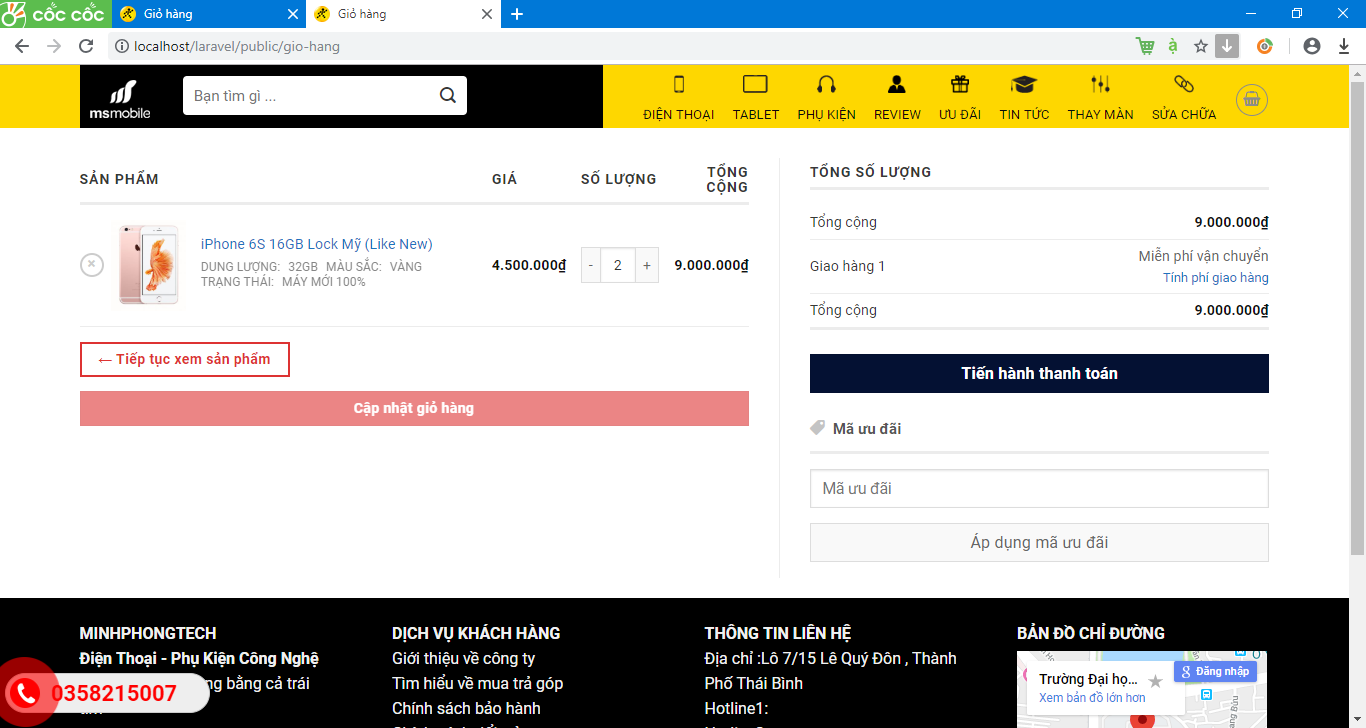 cốc cốc
Giỏ hàng
Giỏ hàng
localhost/laravel/public/gio-hang
msmobile
Bạn tìm gì ...
ĐIỆN THOẠI TABLET PHỤ KIỆN REVIEW ƯU ĐÃI TIN TỨC THAY MÀN SỬA CHỮA
SẢN PHẨM GIÁ SỐ LƯỢNG TỔNG
CỘNG
iPhone 6S 16GB Lock Mỹ (Like New)
DUNG LƯỢNG: 32GB MÀU SẮC: VÀNG
TRẠNG THÁI: MÁY MỚI 100%
4.500.000₫ - 2 + 9.000.000₫
← Tiếp tục xem sản phẩm
Cập nhật giỏ hàng
TỔNG SỐ LƯỢNG
Tổng cộng 9.000.000₫
Giao hàng 1 Miễn phí vận chuyển
Tính phí giao hàng
Tổng cộng 9.000.000₫
Tiến hành thanh toán
Mã ưu đãi
Mã ưu đãi
Áp dụng mã ưu đãi
MINHPHONGTECH
Điện Thoại - Phụ Kiện Công Nghệ
bằng cả trái
0358215007
DỊCH VỤ KHÁCH HÀNG
Giới thiệu về công ty
Tìm hiểu về mua trả góp
Chính sách bảo hành
THÔNG TIN LIÊN HỆ
Địa chỉ :Lô 7/15 Lê Quý Đôn , Thành
Phố Thái Bình
Hotline1:
BẢN ĐỒ CHỈ ĐƯỜNG
Trường Đại họ...
Xem bản đồ lớn hơn
Đăng nhập